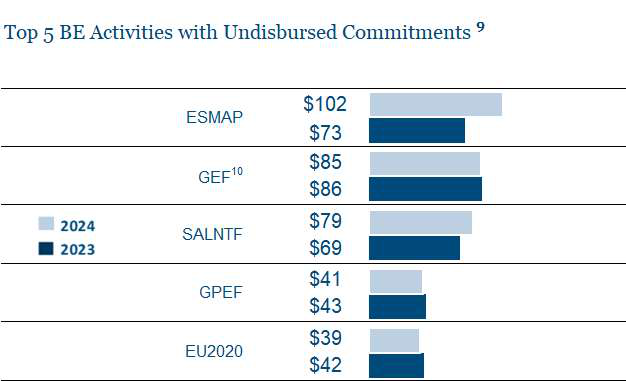 Top 5 BE Activities with Undisbursed Commitments 9
ESMAP
$102
$73
GEF10
$85
$86
SALNTF
$79
$69
GPEF
$41
$43
EU2020
$39
$42
2024
2023